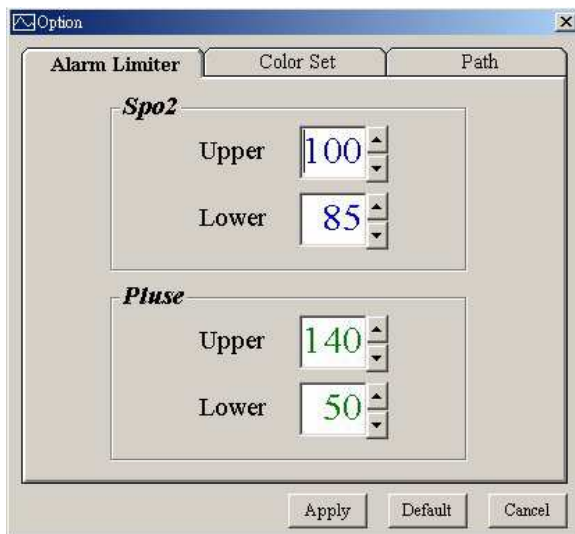 Option
Alarm Limiter Color Set Path
Spo2
Upper 100
Lower 85
Pluse
Upper 140
Lower 50
Apply Default Cancel